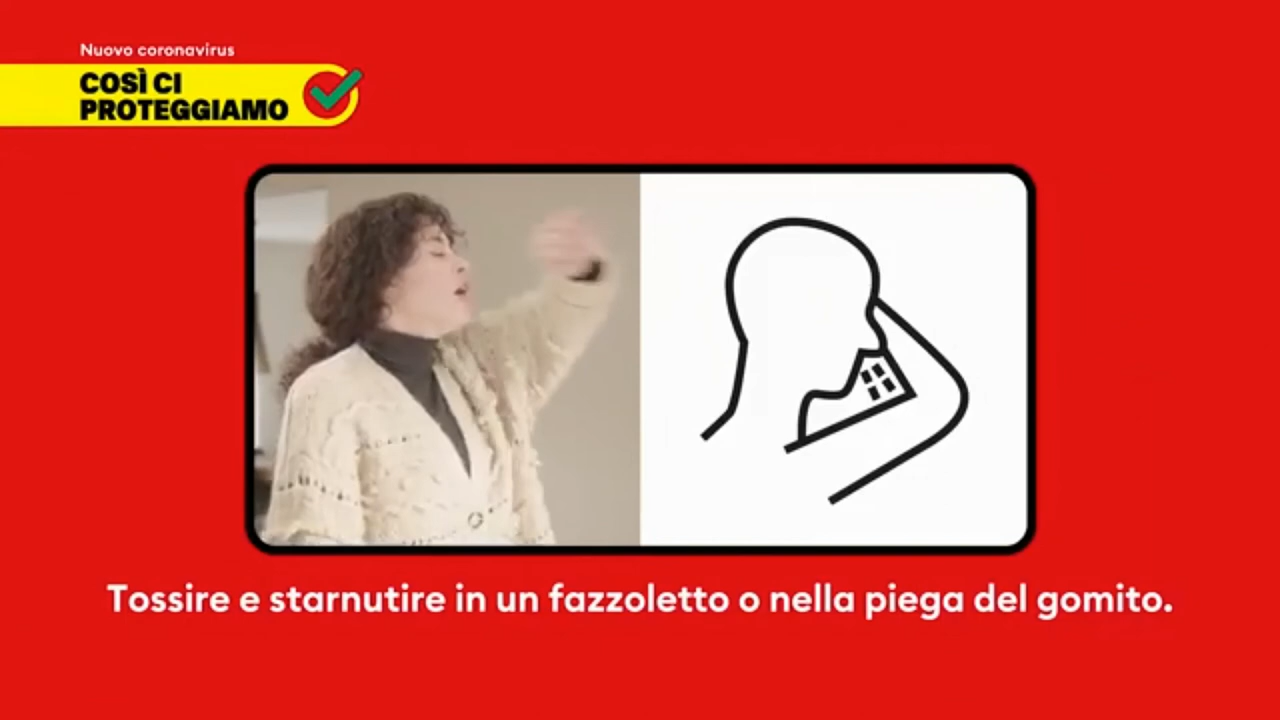 Nuovo coronavirus
COSÌ CI
PROTEGGIAMO
Tossire e starnutire in un fazzoletto o nella piega del gomito.